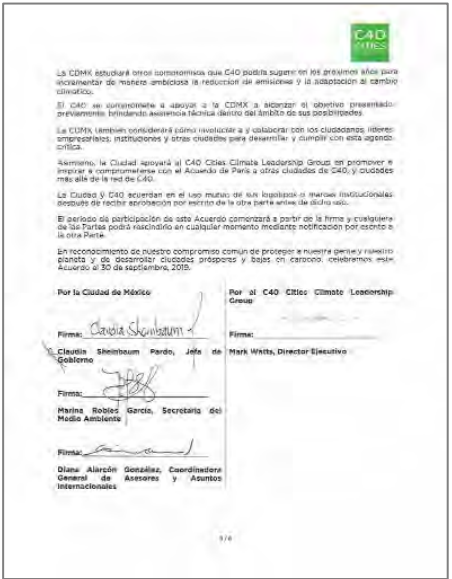 C40
CITIES
La CDMX estudiará otros compromisos que C40 podría sugerir en los próximos años para
incrementar de manera ambiciosa la reducción de emisiones y la adaptación al cambio
climático.
El C40 se compromete a apoyar a la CDMX a alcanzar el objetivo presentado
previamente, brindando asistencia técnica dentro del ámbito de sus posibilidades.
La CDMX también considerará cómo involucrar a y colaborar con los ciudadanos, líderes
empresariales, instituciones y otras ciudades para desarrollar y cumplir con esta agenda
crítica.
Asimismo, la Ciudad apoyará al C40 Cities Climate Leadership Group en promover e
inspirar a comprometerse con el Acuerdo de París a otras ciudades de C40, y ciudades
más allá de la red de C40.
La Ciudad y C40 acuerdan en el uso mutuo de sus logotipos o marcas institucionales
después de recibir aprobación por escrito de la otra parte antes de dicho uso.
El periodo de participación de este Acuerdo comenzará a partir de la firma y cualquiera
de las Partes podrá rescindirlo en cualquier momento mediante notificación por escrito a
la otra Parte.
En reconocimiento de nuestro compromiso común de proteger a nuestra gente y nuestro
planeta y de desarrollar ciudades prósperas y bajas en carbono, celebramos este
Acuerdo el 30 de septiembre, 2019.
Por la Ciudad de México
Por el C40 Cities Climate Leadership
Group
Firma: Claudia Sheinbaum
Firma:
Claudia Sheinbaum Pardo, Jefa de
Gobierno
Mark Watts, Director Ejecutivo
Firma:
Marina Robles García, Secretaria del
Medio Ambiente
Firma:
Diana Alarcón González, Coordinadora
General de Asesores y Asuntos
Internacionales